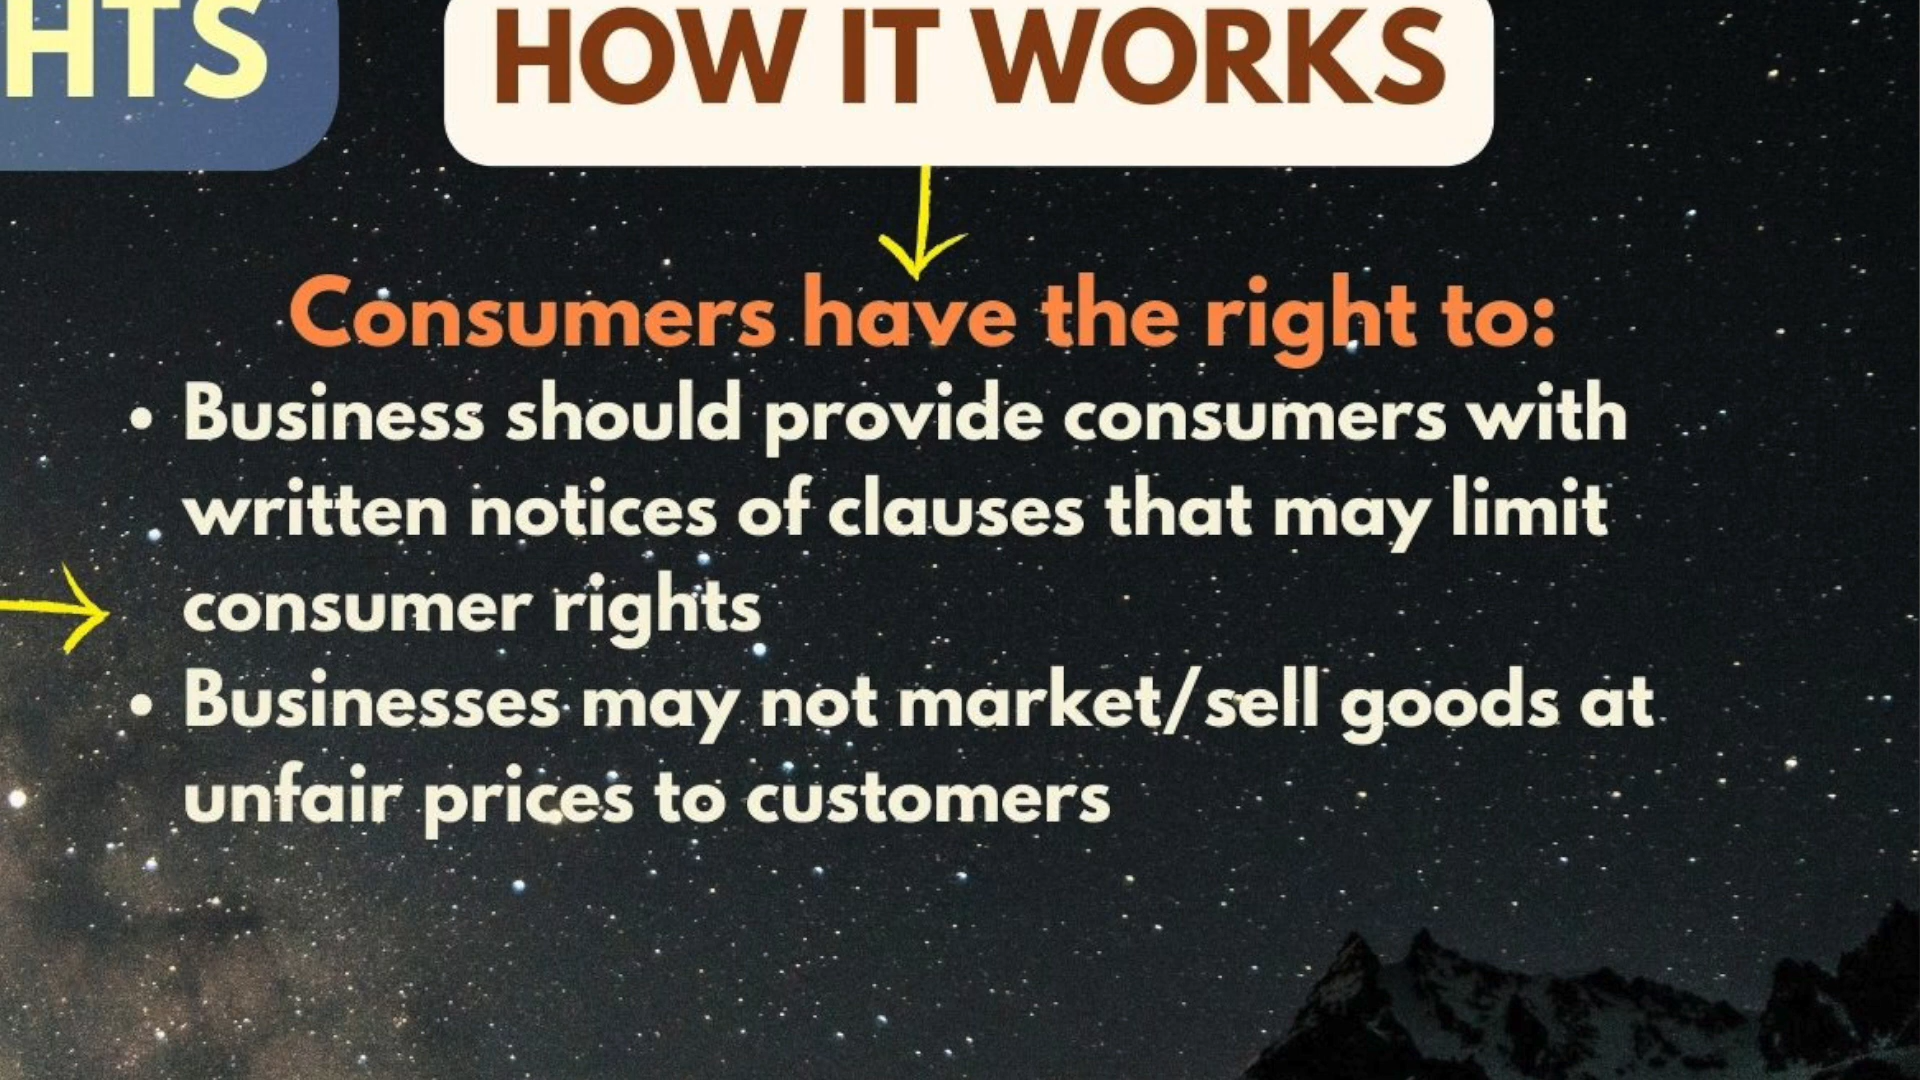 HTS
HOW IT WORKS
Consumers have the right to:
• Business should provide consumers with
written notices of clauses that may limit
consumer rights
• Businesses may not market/sell goods at
unfair prices to customers